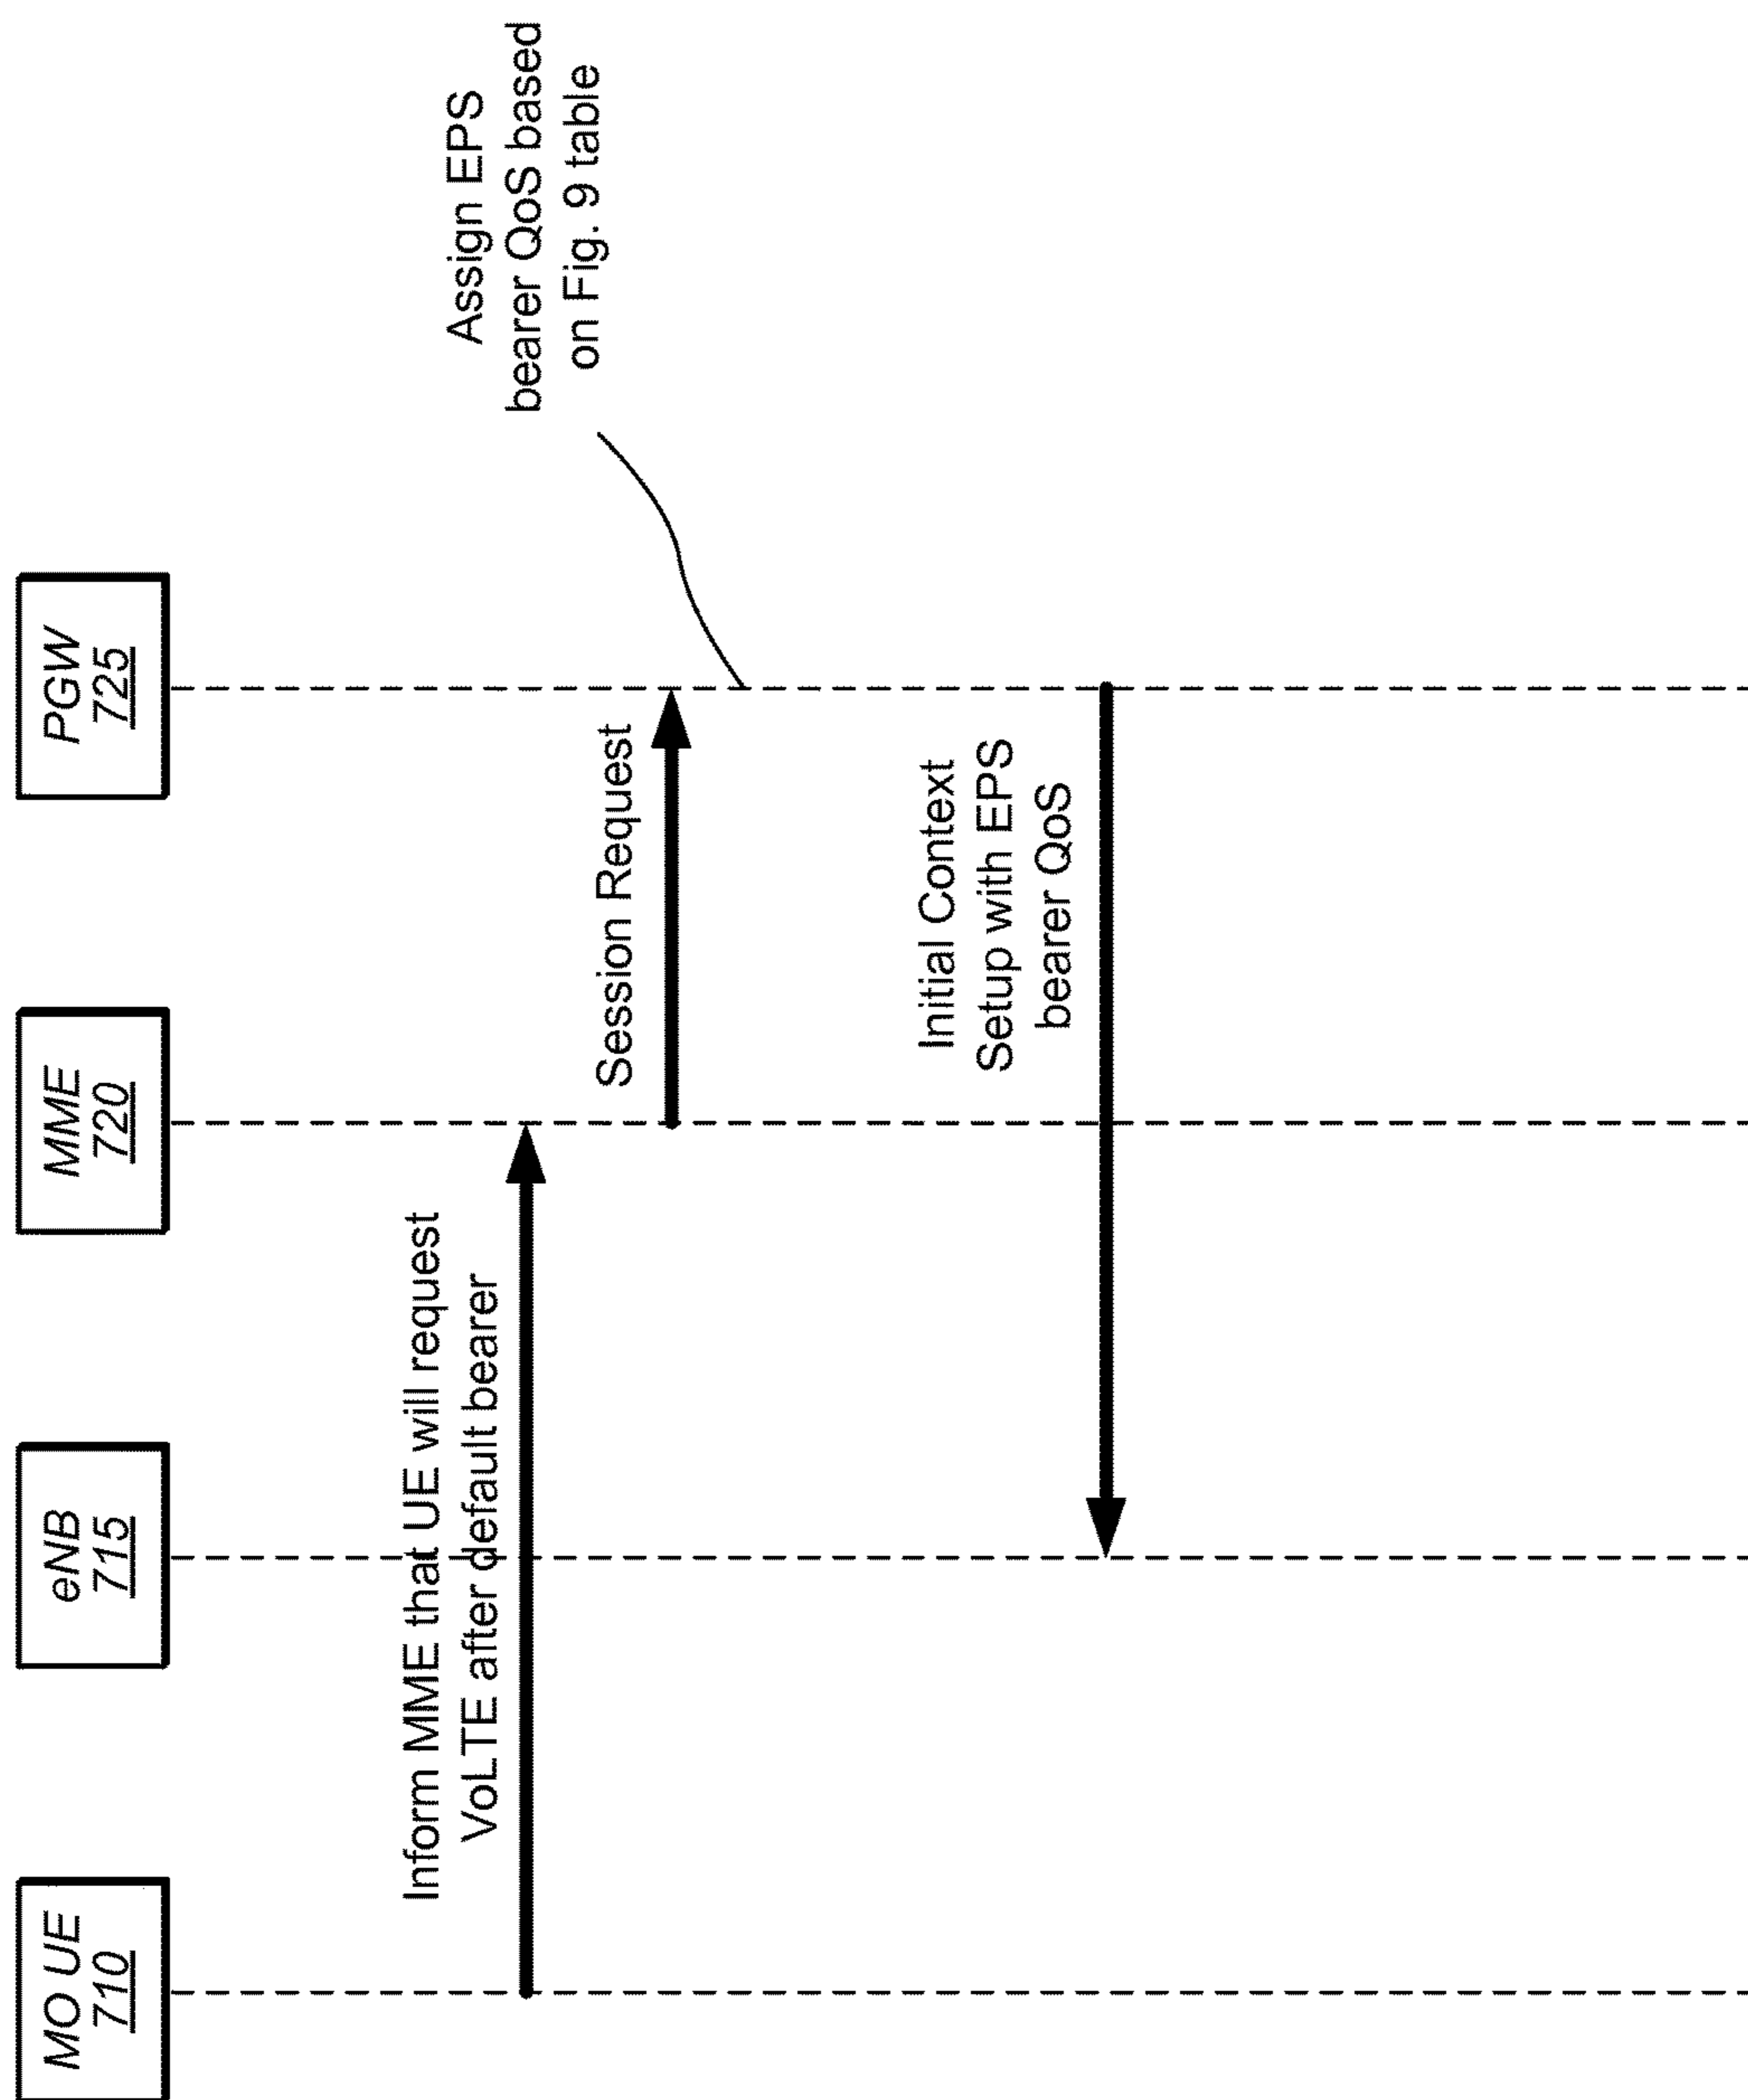 MO UE
710
eNB
715
MME
720
PGW
725
Inform MME that UE will request
VoLTE after default bearer
Session Request
Assign EPS
bearer QoS based
on Fig. 9 table
Initial Context
Setup with EPS
bearer QoS